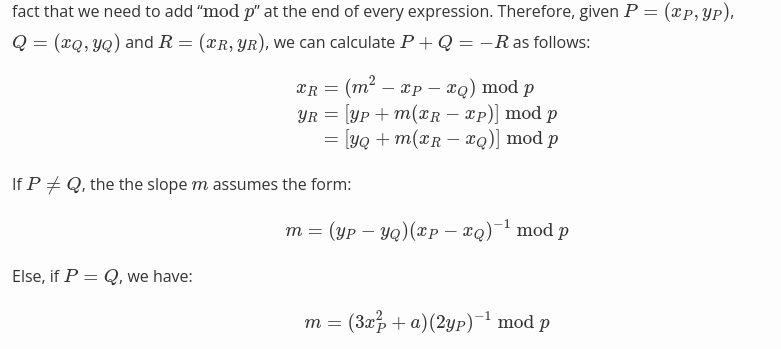 fact that we need to add “mod p” at the end of every expression. Therefore, given P = (x_P, y_P),
Q = (x_Q, y_Q) and R = (x_R, y_R), we can calculate P + Q = −R as follows:
x_R = (m² − x_P − x_Q) mod p
y_R = [y_P + m(x_R − x_P)] mod p
= [y_Q + m(x_R − x_Q)] mod p
If P ≠ Q, the the slope m assumes the form:
m = (y_P − y_Q)(x_P − x_Q)⁻¹ mod p
Else, if P = Q, we have:
m = (3x_P² + a)(2y_P)⁻¹ mod p